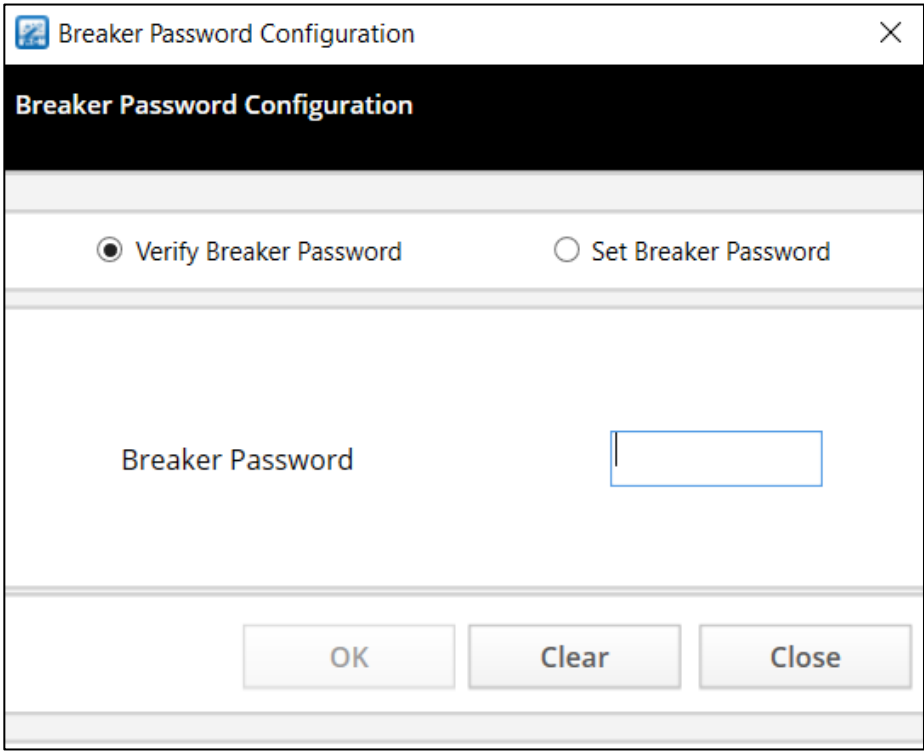 Breaker Password Configuration
Breaker Password Configuration
Verify Breaker Password Set Breaker Password
Breaker Password
OK Clear Close